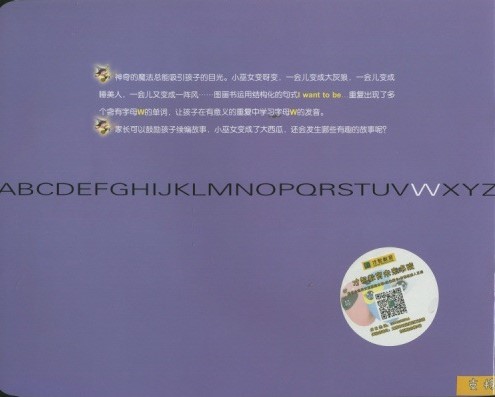 神奇的魔法总能吸引孩子的目光。小巫女变呀变，一会儿变成大灰狼，一会儿变成
睡美人，一会儿又变成一阵风……图画书运用结构化的句式I want to be…重复出现了多
个含有字母W的单词，让孩子在有意义的重复中学习字母W的发音。
家长可以鼓励孩子续编故事，小巫女变成了大西瓜，还会发生那些有趣的故事呢？
ABCDEFGHIJKLMNOPQRSTUVWXYZ